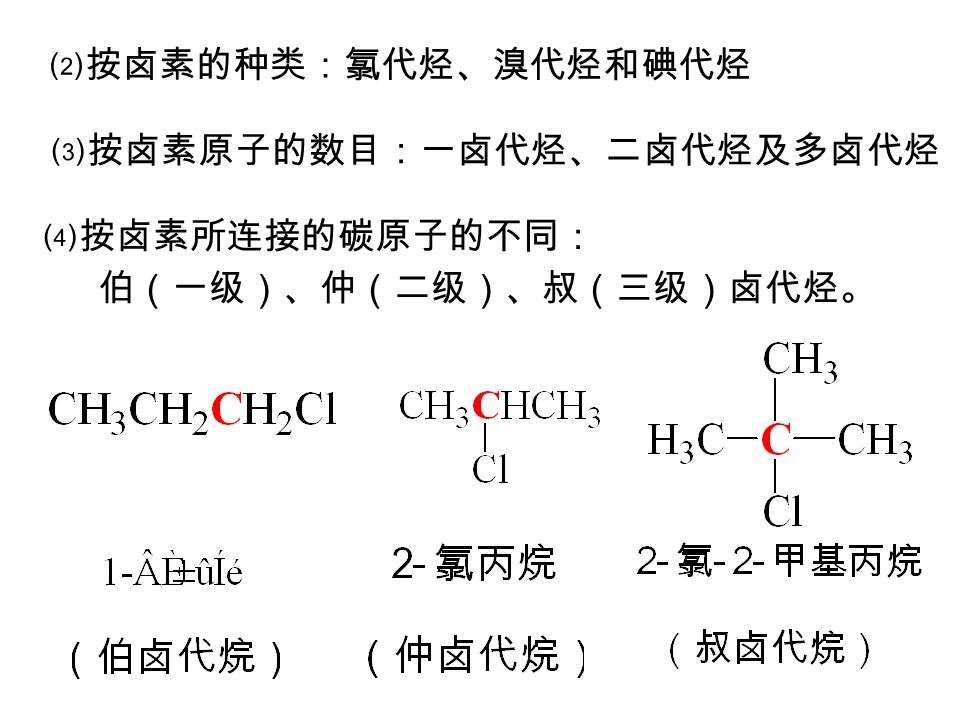 ⑵按卤素的种类：氯代烃、溴代烃和碘代烃
⑶按卤素原子的数目：一卤代烃、二卤代烃及多卤代烃
⑷按卤素所连接的碳原子的不同：
伯（一级）、仲（二级）、叔（三级）卤代烃。
CH₃
CH₃CH₂CH₂Cl CH₃CHCH₃ H₃C—C—CH₃
Cl Cl
1-ÂÈ±ûÍé 2-氯丙烷 2-氯-2-甲基丙烷
（伯卤代烷） （仲卤代烷） （叔卤代烷）